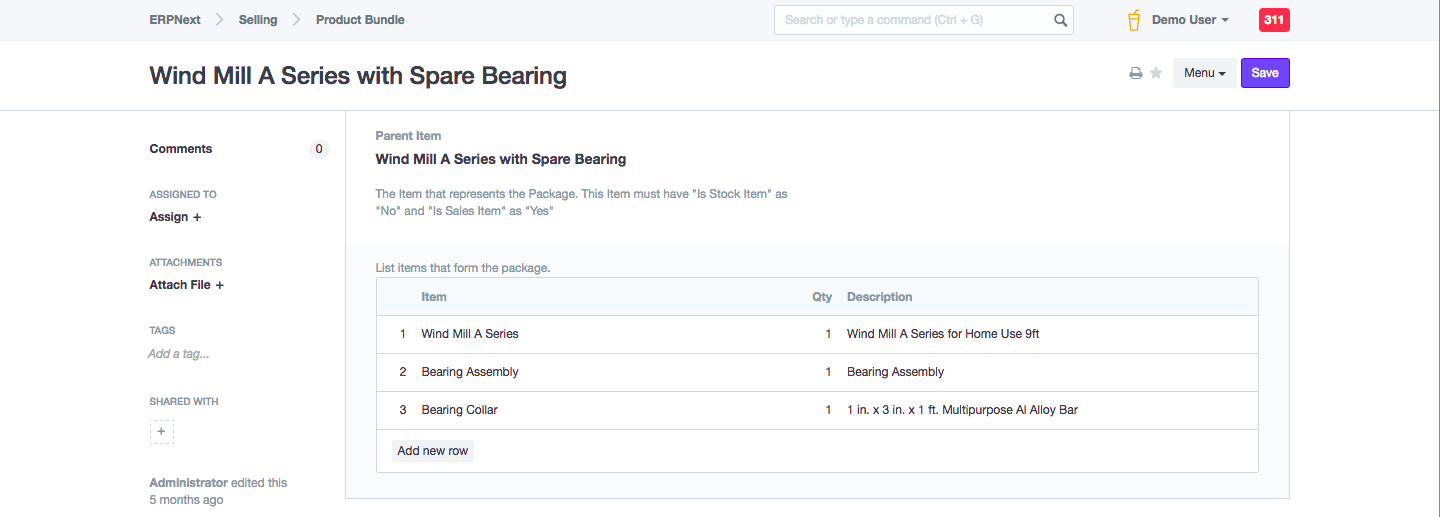 ERPNext Selling Product Bundle
Search or type a command (Ctrl + G)
Demo User
311
Wind Mill A Series with Spare Bearing
Menu
Save
Comments 0
ASSIGNED TO
Assign +
ATTACHMENTS
Attach File +
TAGS
Add a tag...
SHARED WITH
+
Administrator edited this
5 months ago
Parent Item
Wind Mill A Series with Spare Bearing
The Item that represents the Package. This Item must have "Is Stock Item" as
"No" and "Is Sales Item" as "Yes"
List items that form the package.
Item Qty Description
1 Wind Mill A Series 1 Wind Mill A Series for Home Use 9ft
2 Bearing Assembly 1 Bearing Assembly
3 Bearing Collar 1 1 in. x 3 in. x 1 ft. Multipurpose Al Alloy Bar
Add new row